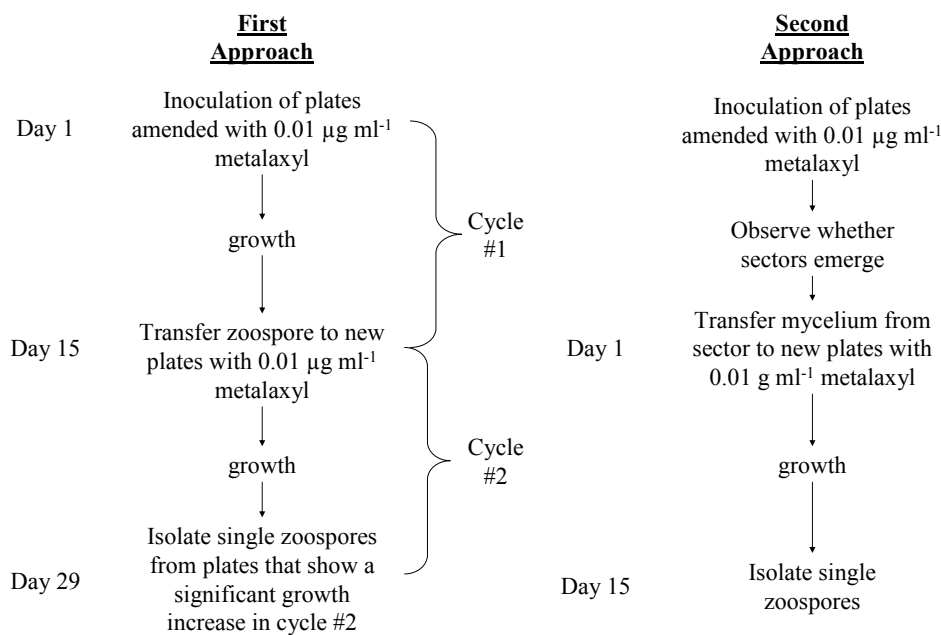 First
Approach
Day 1
Inoculation of plates
amended with 0.01 µg ml⁻¹
metalaxyl
growth
Cycle
#1
Day 15
Transfer zoospore to new
plates with 0.01 µg ml⁻¹
metalaxyl
growth
Cycle
#2
Day 29
Isolate single zoospores
from plates that show a
significant growth
increase in cycle #2
Second
Approach
Inoculation of plates
amended with 0.01 µg ml⁻¹
metalaxyl
Observe whether
sectors emerge
Day 1
Transfer mycelium from
sector to new plates with
0.01 g ml⁻¹ metalaxyl
growth
Day 15
Isolate single
zoospores